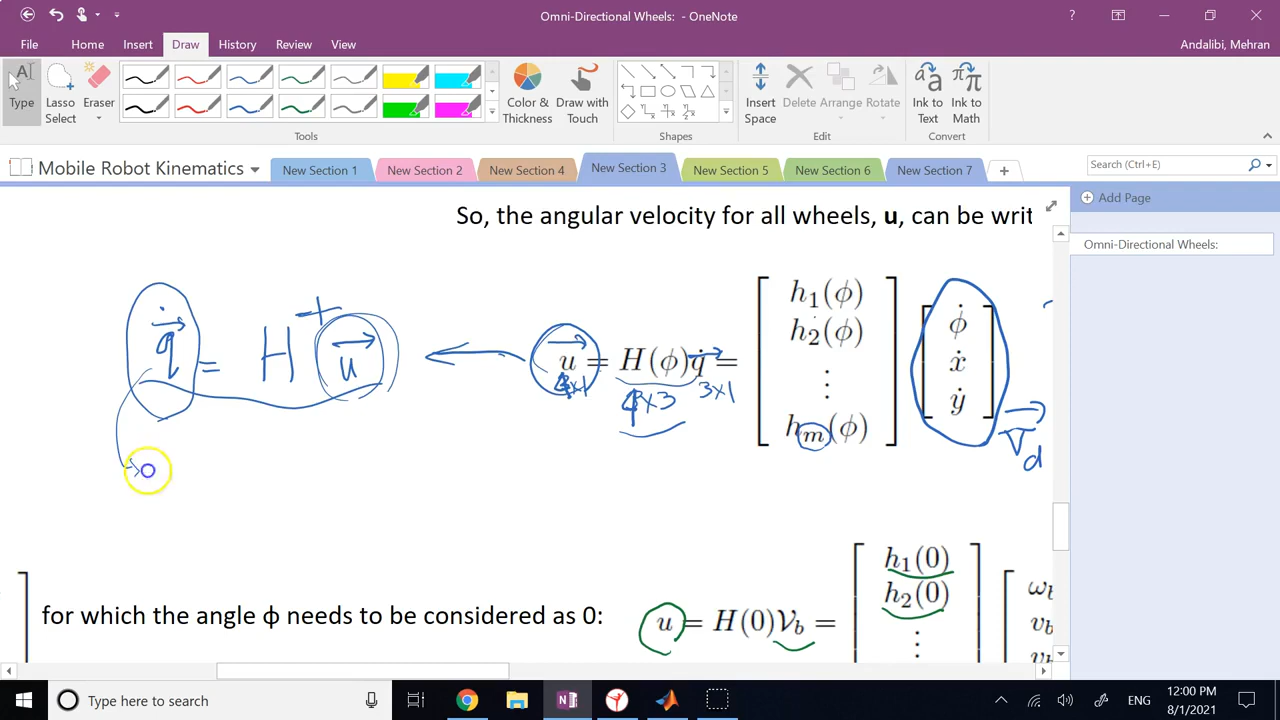 Omni-Directional Wheels: - OneNote
Andalibi, Mehran
File Home Insert Draw History Review View
Type
Lasso Select
Eraser
Color & Thickness
Draw with Touch
Insert Space
Delete
Arrange
Rotate
Ink to Text
Ink to Math
Tools
Shapes
Edit
Convert
Mobile Robot Kinematics
New Section 1
New Section 2
New Section 4
New Section 3
New Section 5
New Section 6
New Section 7
Search (Ctrl+E)
Add Page
Omni-Directional Wheels:
So, the angular velocity for all wheels, u, can be writ
q̇ = H⁺ u
u = H(ϕ)q̇ =
h₁(ϕ)
h₂(ϕ)
⋮
hₘ(ϕ)
ϕ̇
ẋ
ẏ
4×3
3×1
V_d
for which the angle ϕ needs to be considered as 0:
u = H(0)𝒱_b =
h₁(0)
h₂(0)
⋮
ω_b
v_b
Type here to search
ENG
12:00 PM
8/1/2021